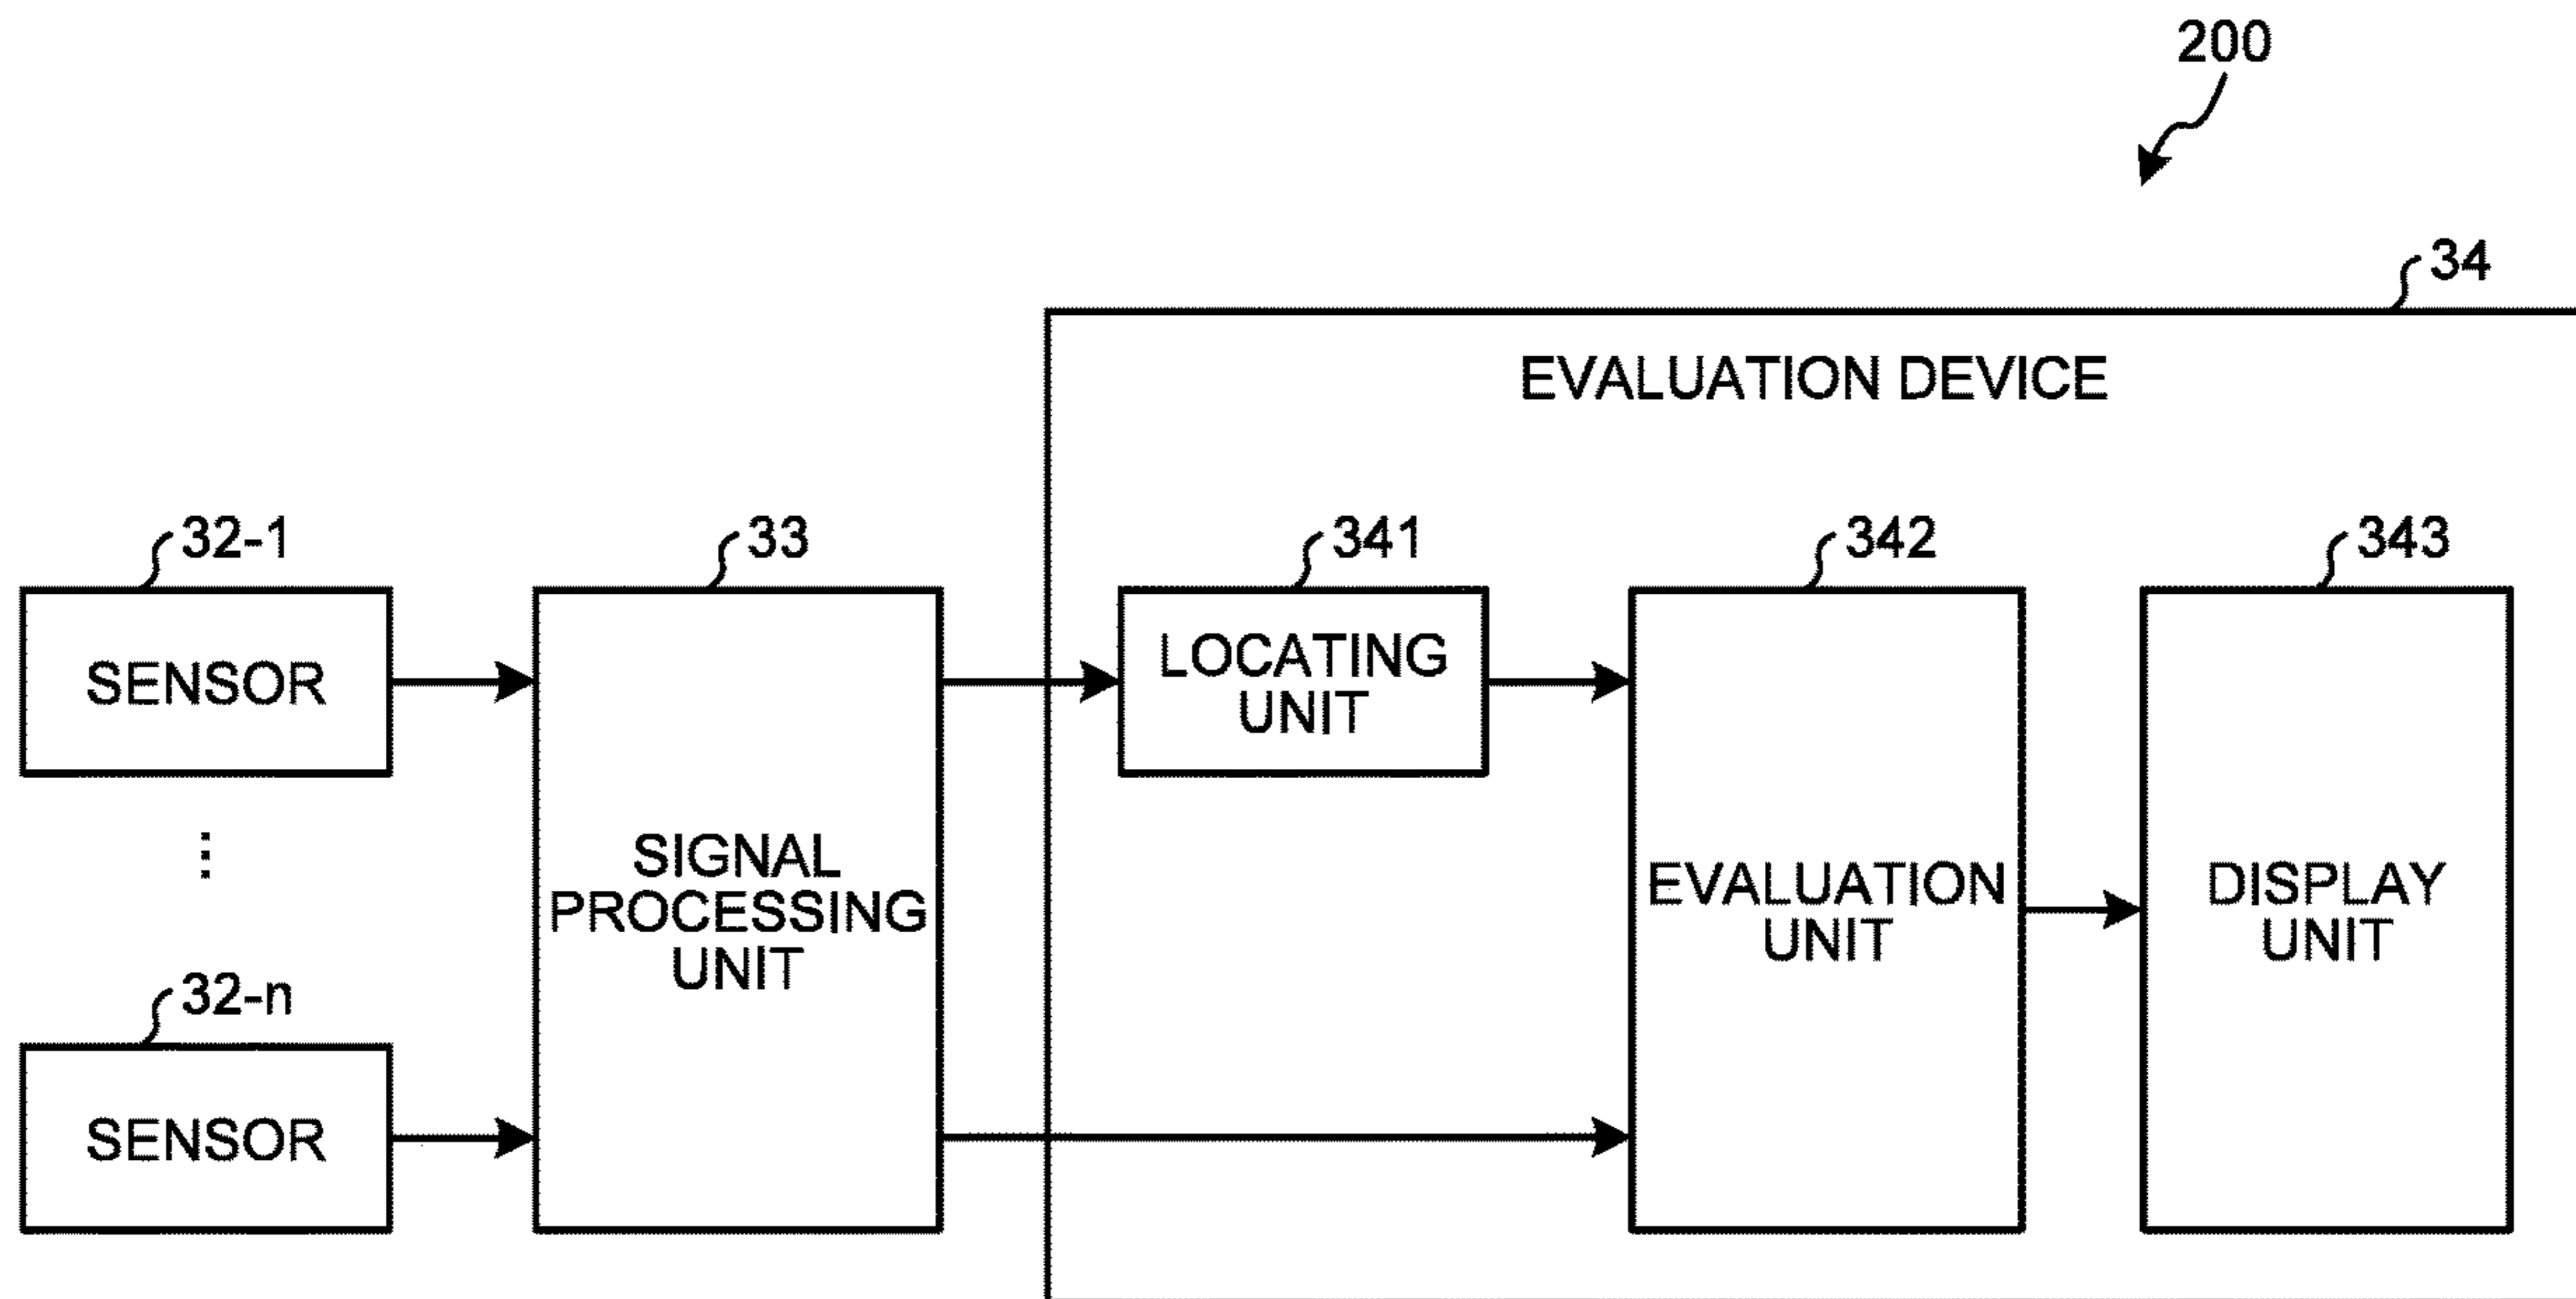 200
34
EVALUATION DEVICE
32-1
33
341
342
343
SENSOR
LOCATING
UNIT
SIGNAL
PROCESSING
UNIT
EVALUATION
UNIT
DISPLAY
UNIT
32-n
SENSOR